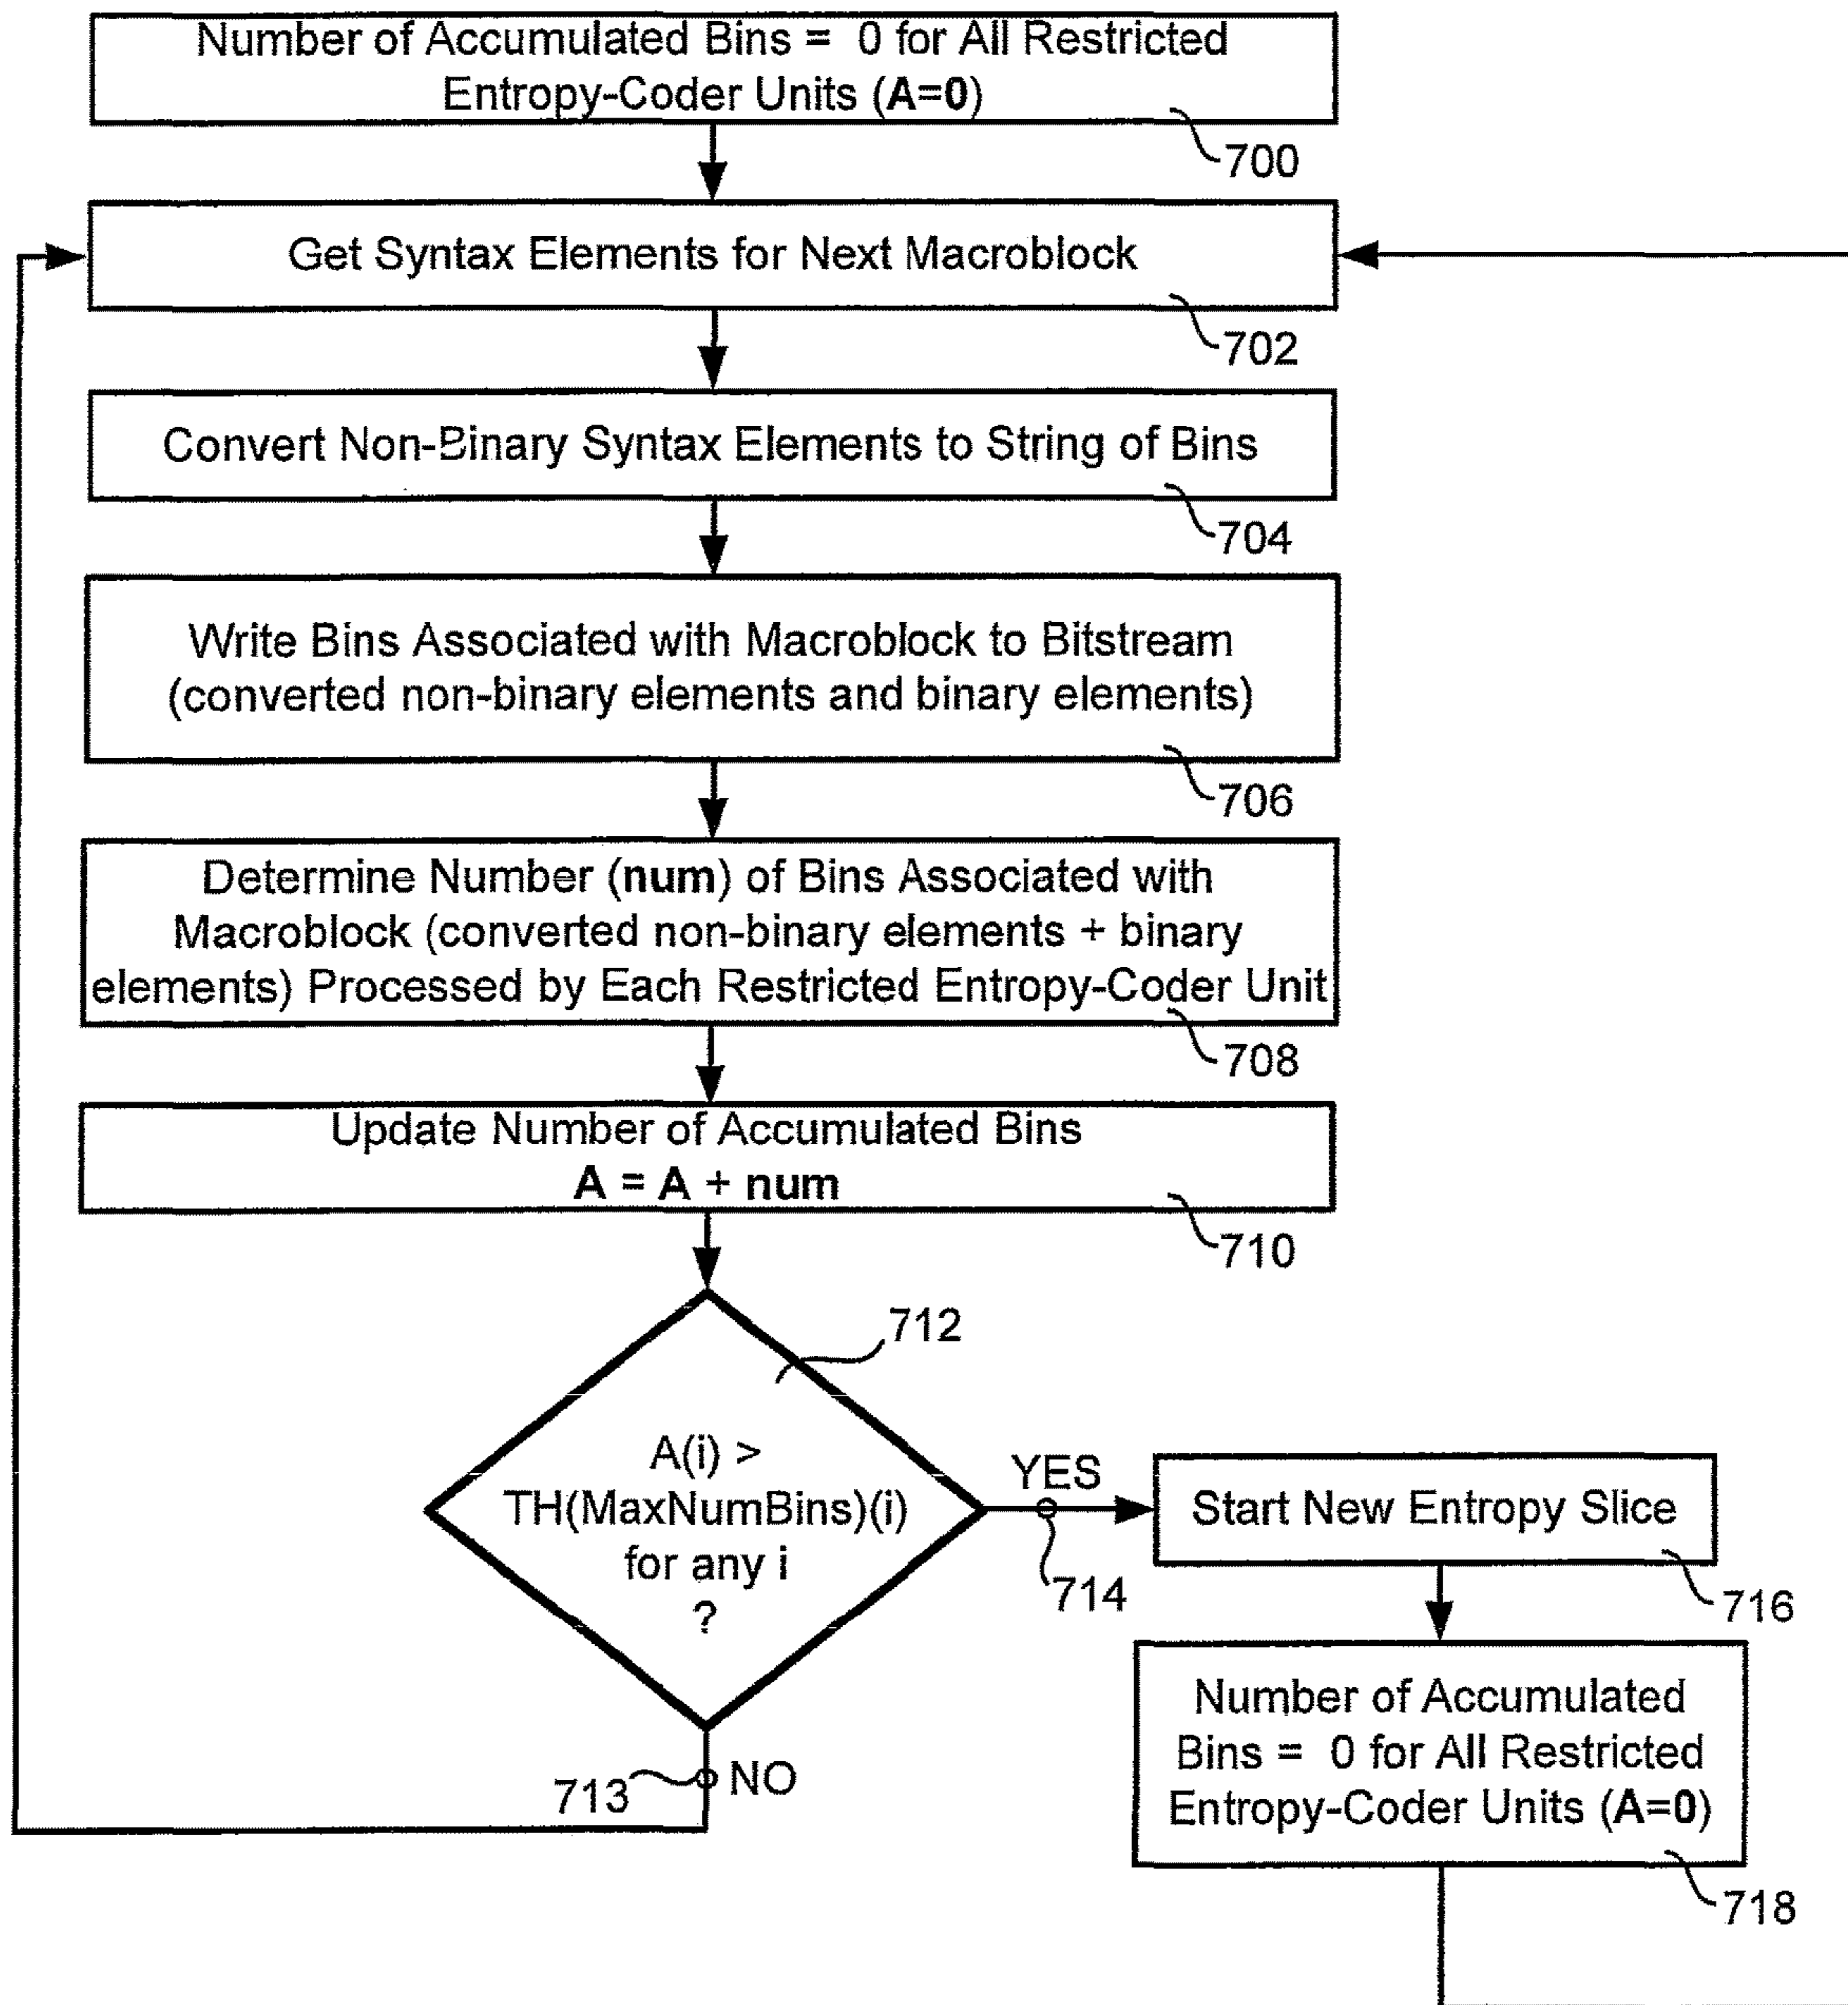 Number of Accumulated Bins = 0 for All Restricted
Entropy-Coder Units (A=0)
700
Get Syntax Elements for Next Macroblock
702
Convert Non-Binary Syntax Elements to String of Bins
704
Write Bins Associated with Macroblock to Bitstream
(converted non-binary elements and binary elements)
706
Determine Number (num) of Bins Associated with
Macroblock (converted non-binary elements + binary
elements) Processed by Each Restricted Entropy-Coder Unit
708
Update Number of Accumulated Bins
A = A + num
710
712
A(i) >
TH(MaxNumBins)(i)
for any i
?
YES
714
Start New Entropy Slice
716
713
NO
Number of Accumulated
Bins = 0 for All Restricted
Entropy-Coder Units (A=0)
718